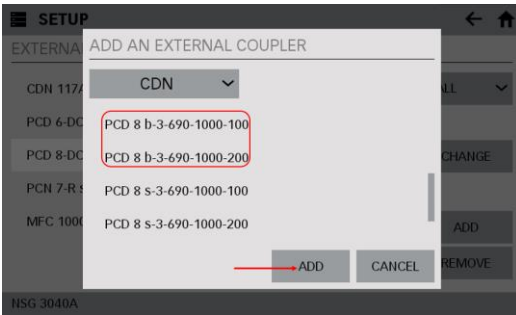 SETUP
EXTERNA
ADD AN EXTERNAL COUPLER
CDN
CDN 117
ALL
PCD 6-DC
PCD 8 b-3-690-1000-100
PCD 8-DC
PCD 8 b-3-690-1000-200
CHANGE
PCN 7-R s
PCD 8 s-3-690-1000-100
MFC 1000
PCD 8 s-3-690-1000-200
ADD
ADD
CANCEL
REMOVE
NSG 3040A